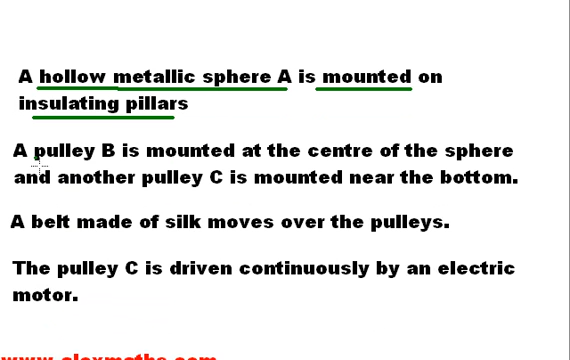 A hollow metallic sphere A is mounted on
insulating pillars
A pulley B is mounted at the centre of the sphere
and another pulley C is mounted near the bottom.
A belt made of silk moves over the pulleys.
The pulley C is driven continuously by an electric
motor.